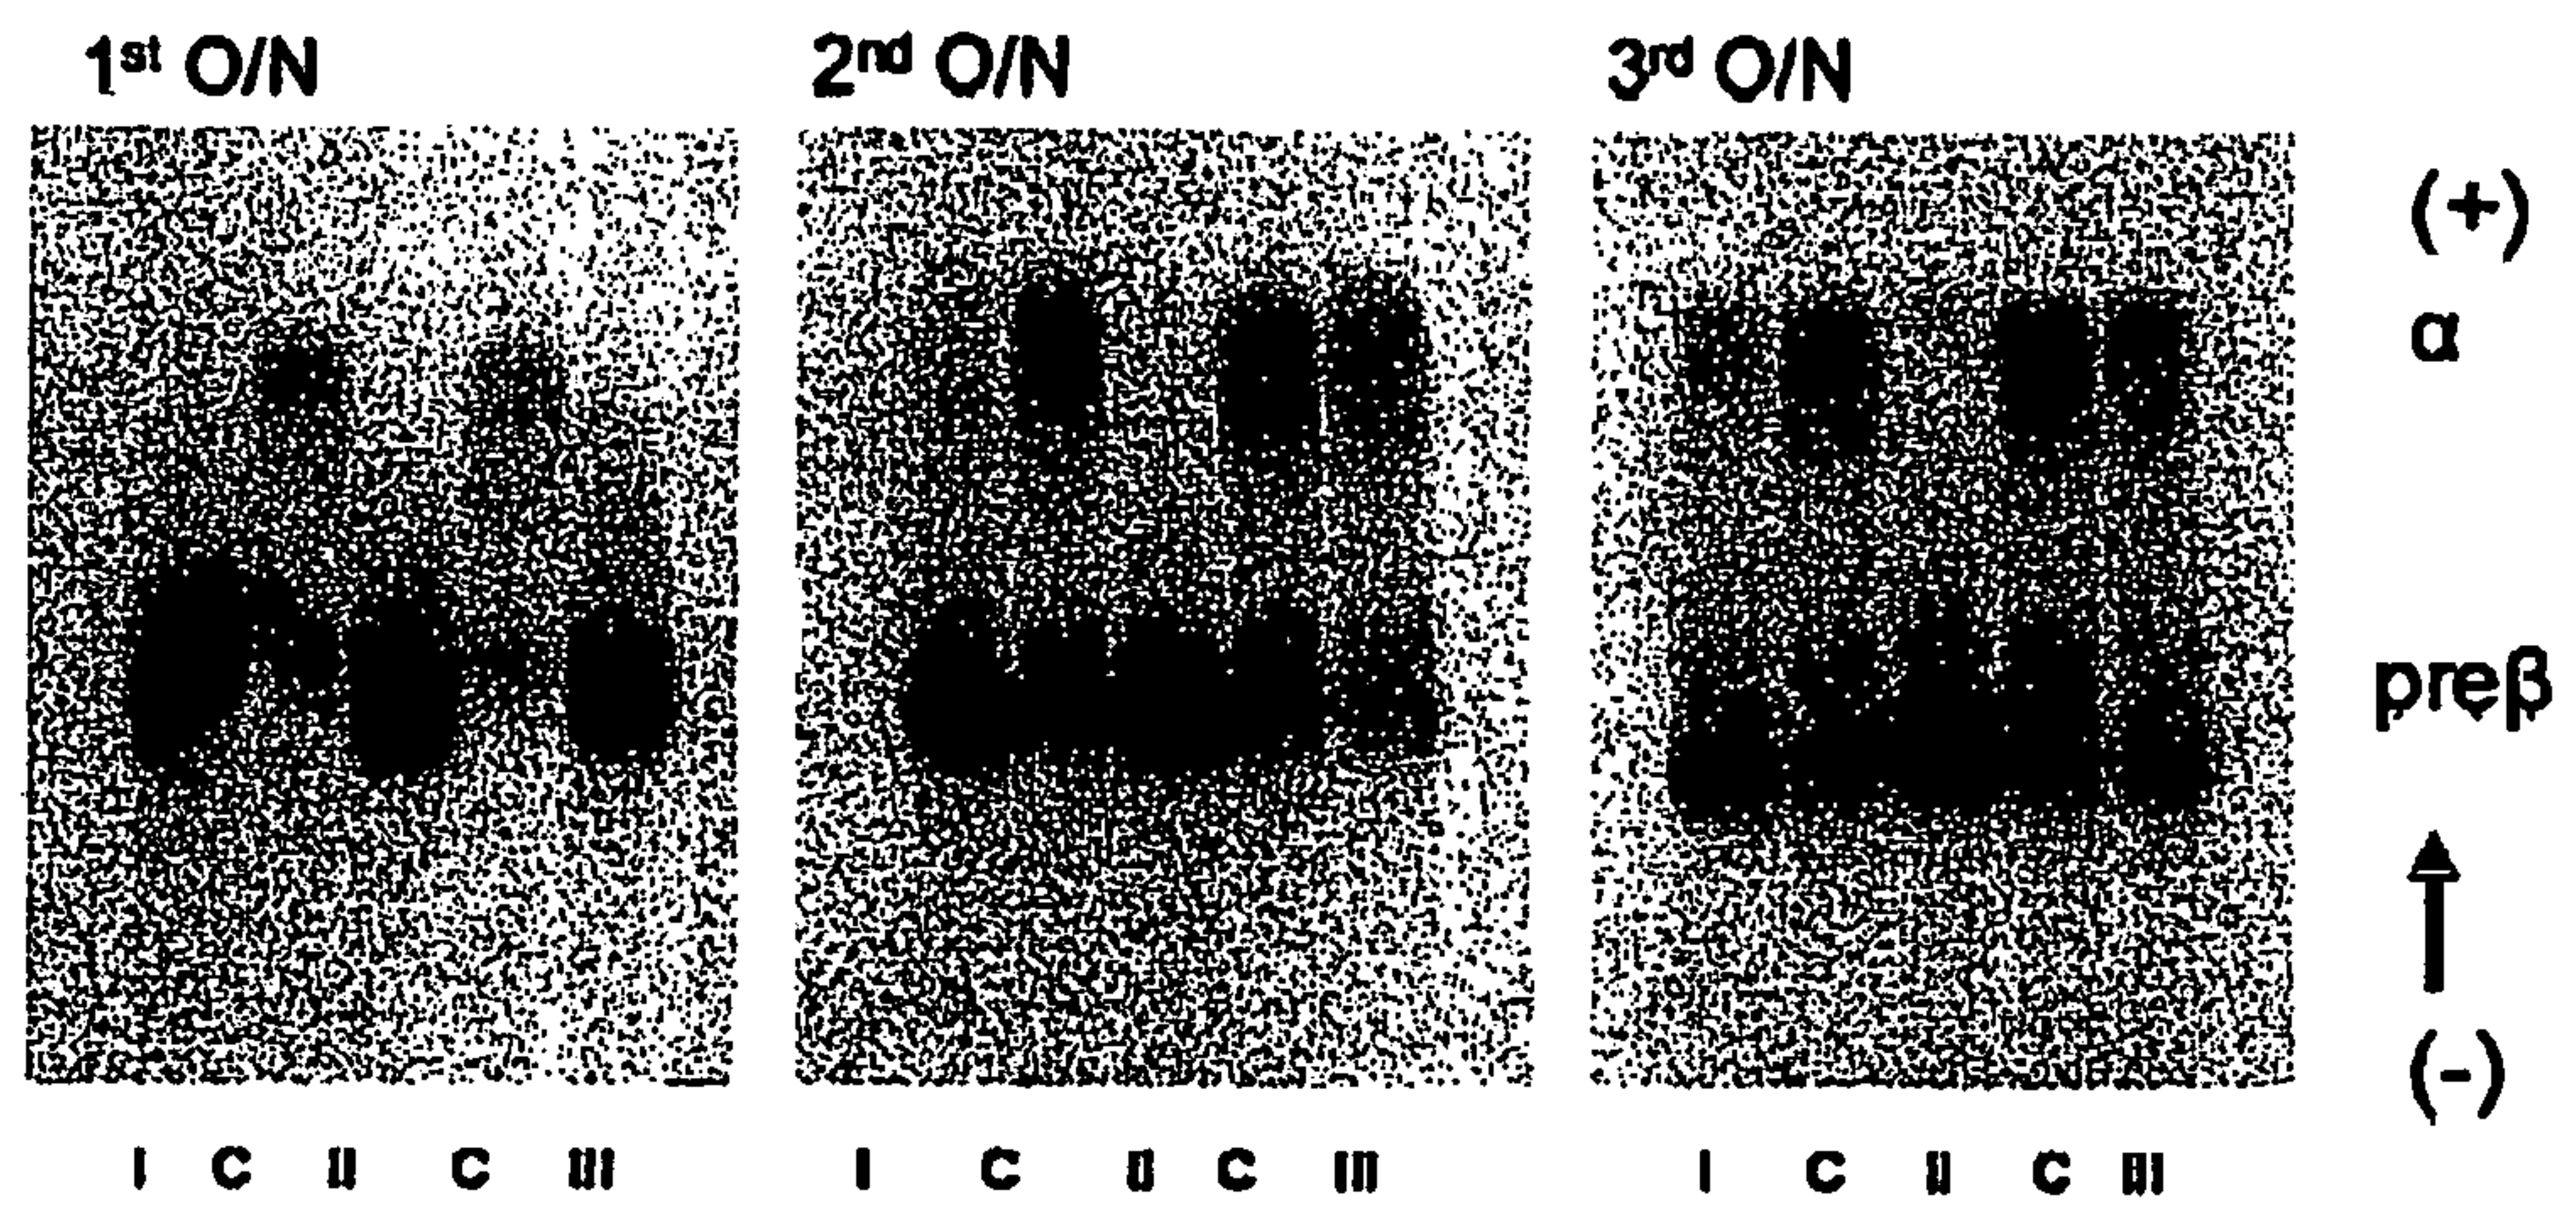 1st O/N 2nd O/N 3rd O/N
(+)
α
preβ
(-)
I C II C III I C II C III I C II C III